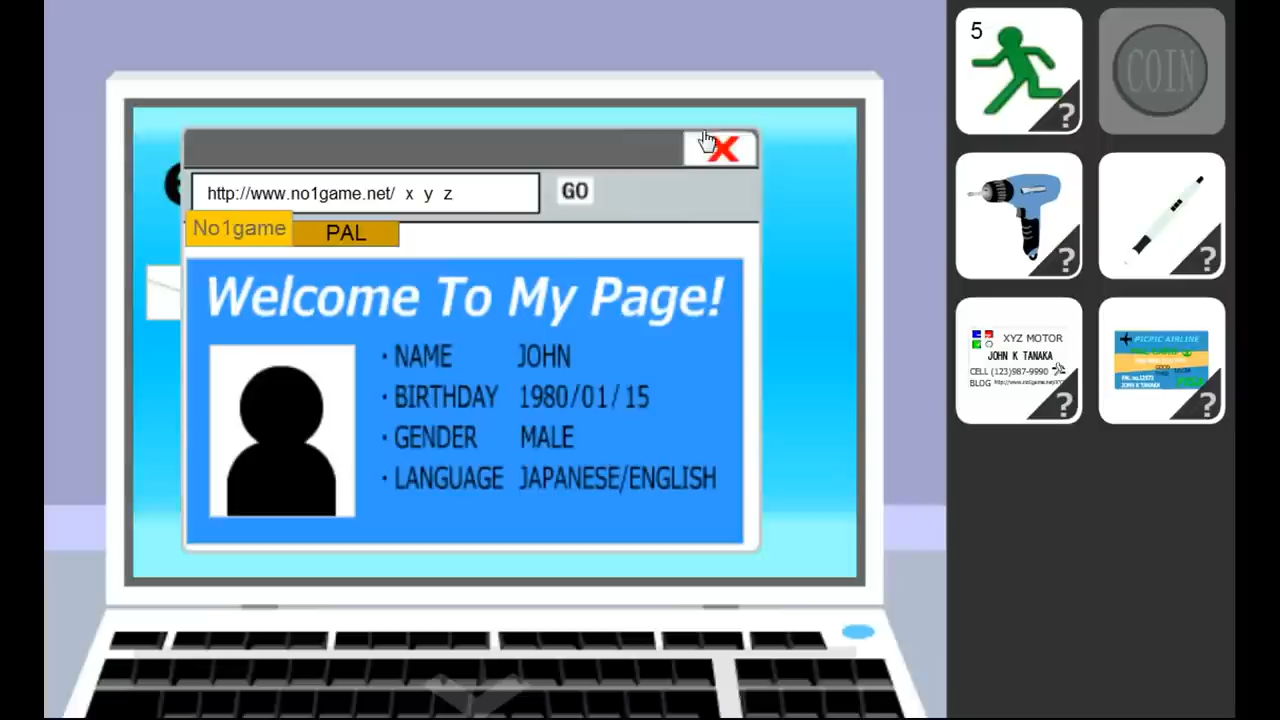 5
COIN
http://www.no1game.net/ x y z
GO
X
No1game
PAL
Welcome To My Page!
・NAME JOHN
・BIRTHDAY 1980/01/15
・GENDER MALE
・LANGUAGE JAPANESE/ENGLISH
?
?
?
XYZ MOTOR
JOHN K TANAKA
CELL (123)987-9990
BLOG
?
PICPIC AIRLINE
JOHN K TANAKA
?